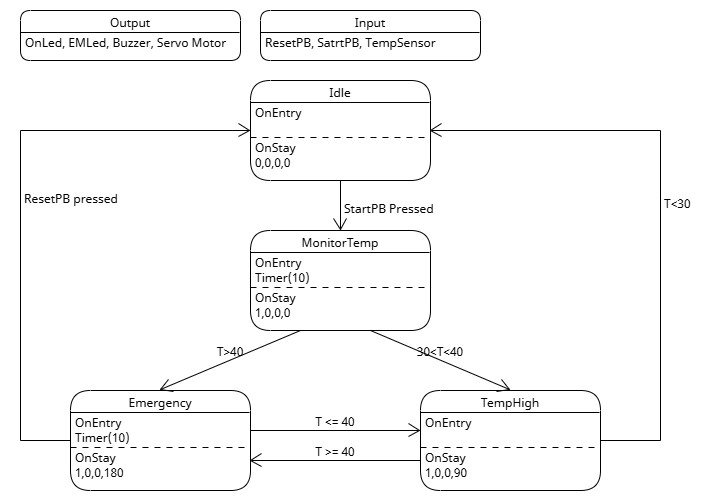 Output
OnLed, EMLed, Buzzer, Servo Motor
Input
ResetPB, SatrtPB, TempSensor
Idle
OnEntry
OnStay
0,0,0,0
ResetPB pressed
StartPB Pressed
T<30
MonitorTemp
OnEntry
Timer(10)
OnStay
1,0,0,0
T>40
30<T<40
Emergency
OnEntry
Timer(10)
OnStay
1,0,0,180
T <= 40
T >= 40
TempHigh
OnEntry
OnStay
1,0,0,90